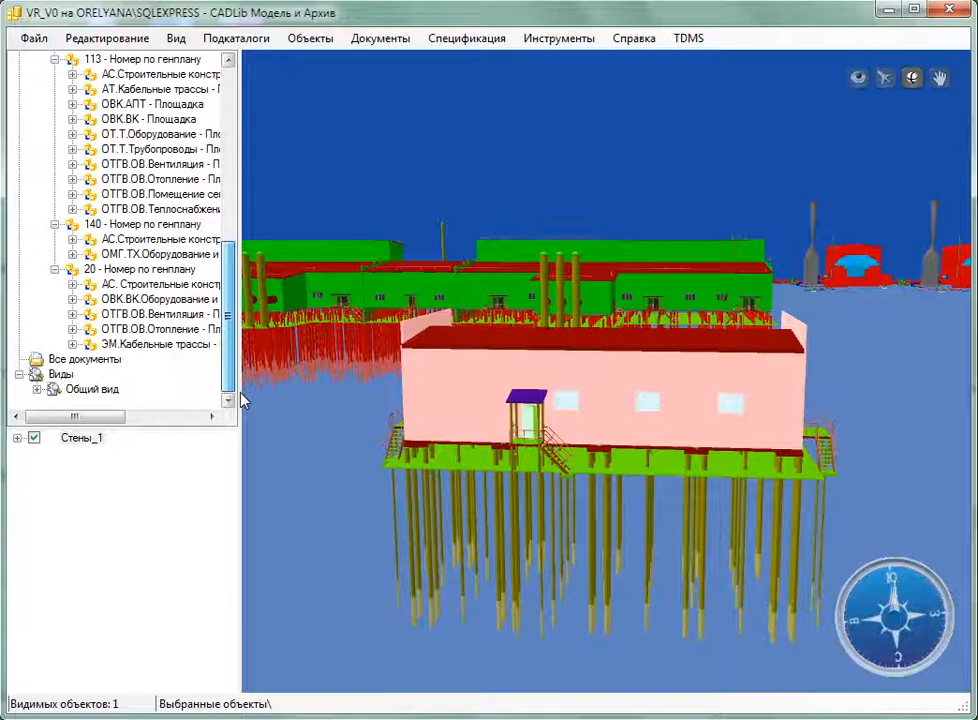 VR_V0 на ORELYANA\SQLEXPRESS - CADLib Модель и Архив
Файл Редактирование Вид Подкаталоги Объекты Документы Спецификация Инструменты Справка TDMS
113 - Номер по генплану
АС.Строительные констр
АТ.Кабельные трассы - Г
ОВК.АПТ - Площадка
ОВК.ВК - Площадка
ОТ.Т.Оборудование - Пло
ОТ.Т.Трубопроводы - Пло
ОТГВ.ОВ.Вентиляция - П
ОТГВ.ОВ.Отопление - Пл
ОТГВ.ОВ.Помещение се
ОТГВ.ОВ.Теплоснабжен
140 - Номер по генплану
АС.Строительные констр
ОМГ.ТХ.Оборудование и
20 - Номер по генплану
АС. Строительные конст
ОВК.ВК.Оборудование и
ОТГВ.ОВ.Вентиляция - П
ОТГВ.ОВ.Отопление - Пл
ЭМ.Кабельные трассы -
Все документы
Виды
Общий вид
Стены_1
Видимых объектов: 1 Выбранные объекты\